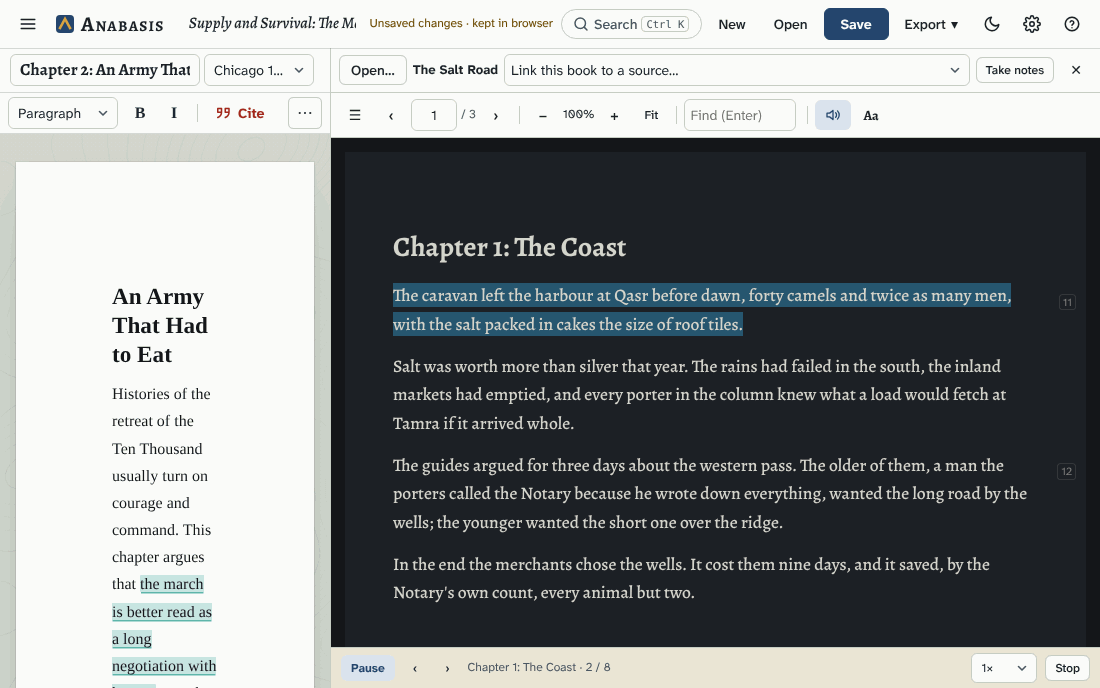 ANABASIS
Supply and Survival: The M
Unsaved changes · kept in browser
Search Ctrl K
New
Open
Save
Export ▾
Chapter 2: An Army That
Chicago 1...
Paragraph
B
I
Cite
...
An Army
That Had
to Eat
Histories of the
retreat of the
Ten Thousand
usually turn on
courage and
command. This
chapter argues
that the march
is better read as
a long
negotiation with
Open...
The Salt Road
Link this book to a source...
Take notes
×
‹
1
/ 3
›
–
100%
+
Fit
Find (Enter)
Aa
Chapter 1: The Coast
The caravan left the harbour at Qasr before dawn, forty camels and twice as many men,
11
with the salt packed in cakes the size of roof tiles.
Salt was worth more than silver that year. The rains had failed in the south, the inland
markets had emptied, and every porter in the column knew what a load would fetch at
Tamra if it arrived whole.
The guides argued for three days about the western pass. The older of them, a man the
12
porters called the Notary because he wrote down everything, wanted the long road by the
wells; the younger wanted the short one over the ridge.
In the end the merchants chose the wells. It cost them nine days, and it saved, by the
Notary's own count, every animal but two.
Pause
‹
›
Chapter 1: The Coast · 2 / 8
1×
Stop